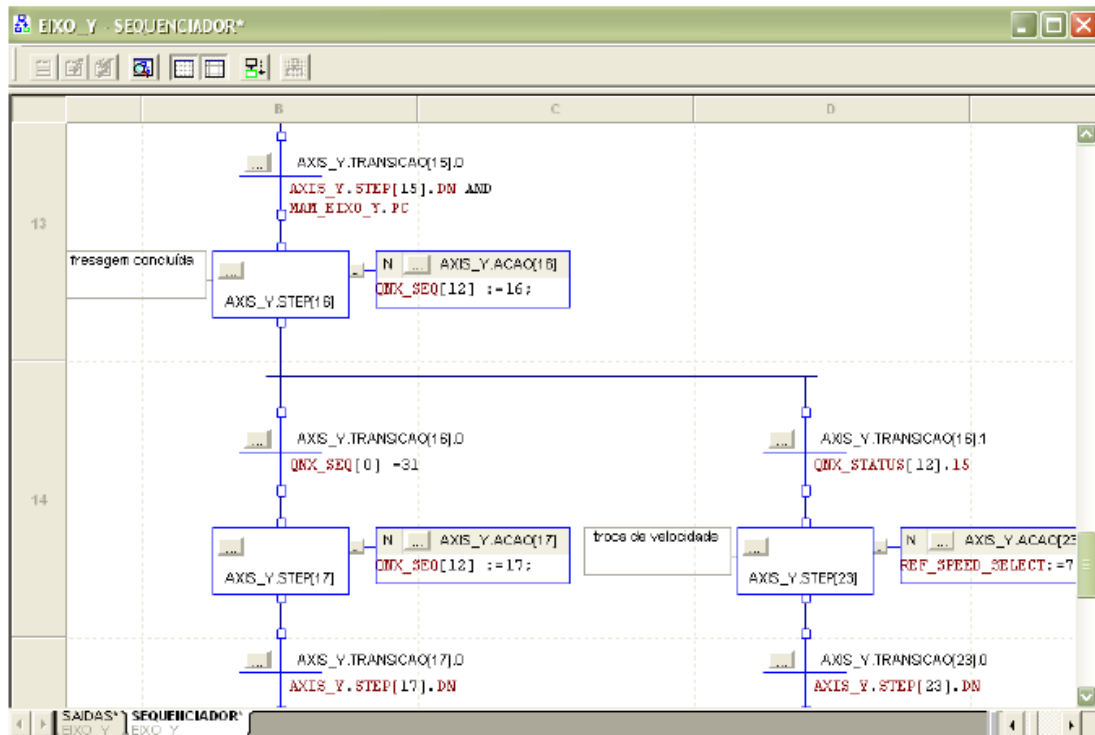 EIXO_Y - SEQUENCIADOR*
B
C
D
13
AXIS_Y.TRANSICAO[15].0
AXIS_Y.STEP[15].DN AND
MAM_EIXO_Y.PC
fresagem concluída
...
AXIS_Y.STEP[16]
N ... AXIS_Y.ACAO[16]
QNX_SEQ[12] :=16;
14
AXIS_Y.TRANSICAO[16].0
QNX_SEQ[0] =31
AXIS_Y.TRANSICAO[16].1
QNX_STATUS[12].15
AXIS_Y.STEP[17]
N ... AXIS_Y.ACAO[17]
QNX_SEQ[12] :=17;
troca de velocidade
AXIS_Y.STEP[23]
N ... AXIS_Y.ACAO[23
REF_SPEED_SELECT:=7
AXIS_Y.TRANSICAO[17].0
AXIS_Y.STEP[17].DN
AXIS_Y.TRANSICAO[23].0
AXIS_Y.STEP[23].DN
SAIDAS* SEQUENCIADOR*
EIXO_Y EIXO_Y